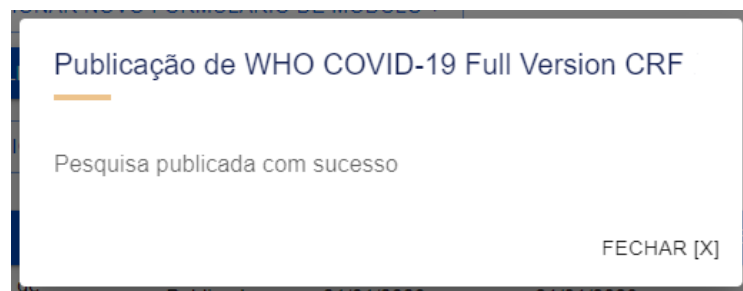 Publicação de WHO COVID-19 Full Version CRF
Pesquisa publicada com sucesso
FECHAR [X]